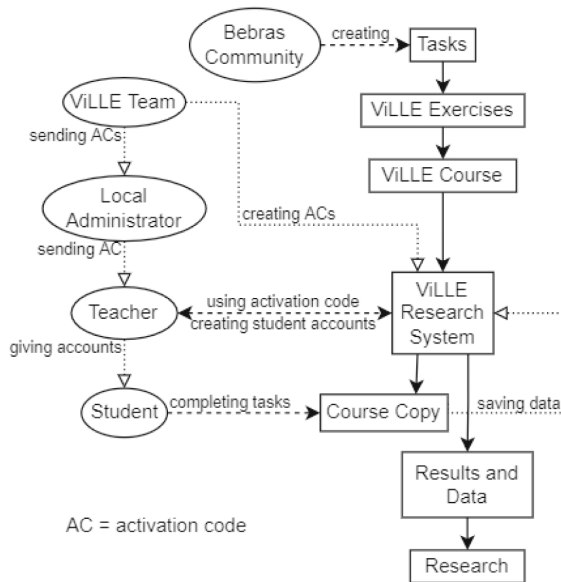 Bebras
Community
creating
Tasks
ViLLE Team
ViLLE Exercises
sending ACs
ViLLE Course
Local
Administrator
creating ACs
sending AC
ViLLE
Research
System
Teacher
using activation code
creating student accounts
giving accounts
Student
completing tasks
Course Copy
saving data
Results and
Data
AC = activation code
Research